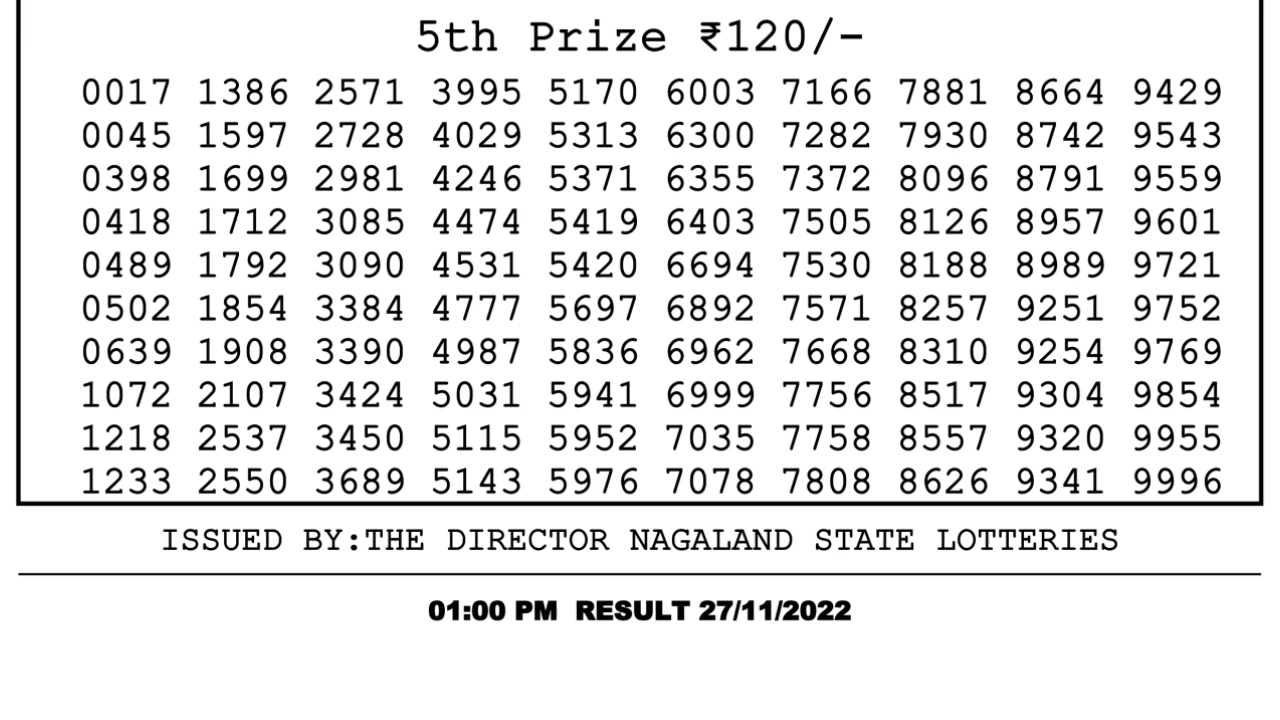 5th Prize ₹120/-
0017 1386 2571 3995 5170 6003 7166 7881 8664 9429
0045 1597 2728 4029 5313 6300 7282 7930 8742 9543
0398 1699 2981 4246 5371 6355 7372 8096 8791 9559
0418 1712 3085 4474 5419 6403 7505 8126 8957 9601
0489 1792 3090 4531 5420 6694 7530 8188 8989 9721
0502 1854 3384 4777 5697 6892 7571 8257 9251 9752
0639 1908 3390 4987 5836 6962 7668 8310 9254 9769
1072 2107 3424 5031 5941 6999 7756 8517 9304 9854
1218 2537 3450 5115 5952 7035 7758 8557 9320 9955
1233 2550 3689 5143 5976 7078 7808 8626 9341 9996
ISSUED BY:THE DIRECTOR NAGALAND STATE LOTTERIES
01:00 PM RESULT 27/11/2022